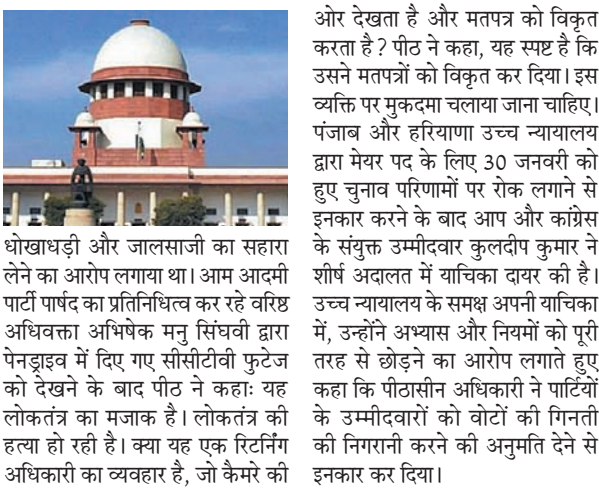 धोखाधड़ी और जालसाजी का सहारा
लेने का आरोप लगाया था। आम आदमी
पार्टी पार्षद का प्रतिनिधित्व कर रहे वरिष्ठ
अधिवक्ता अभिषेक मनु सिंघवी द्वारा
पेनड्राइव में दिए गए सीसीटीवी फुटेज
को देखने के बाद पीठ ने कहाः यह
लोकतंत्र का मजाक है। लोकतंत्र की
हत्या हो रही है। क्या यह एक रिटर्निंग
अधिकारी का व्यवहार है, जो कैमरे की
ओर देखता है और मतपत्र को विकृत
करता है? पीठ ने कहा, यह स्पष्ट है कि
उसने मतपत्रों को विकृत कर दिया। इस
व्यक्ति पर मुकदमा चलाया जाना चाहिए।
पंजाब और हरियाणा उच्च न्यायालय
द्वारा मेयर पद के लिए 30 जनवरी को
हुए चुनाव परिणामों पर रोक लगाने से
इनकार करने के बाद आप और कांग्रेस
के संयुक्त उम्मीदवार कुलदीप कुमार ने
शीर्ष अदालत में याचिका दायर की है।
उच्च न्यायालय के समक्ष अपनी याचिका
में, उन्होंने अभ्यास और नियमों को पूरी
तरह से छोड़ने का आरोप लगाते हुए
कहा कि पीठासीन अधिकारी ने पार्टियों
के उम्मीदवारों को वोटों की गिनती
की निगरानी करने की अनुमति देने से
इनकार कर दिया।